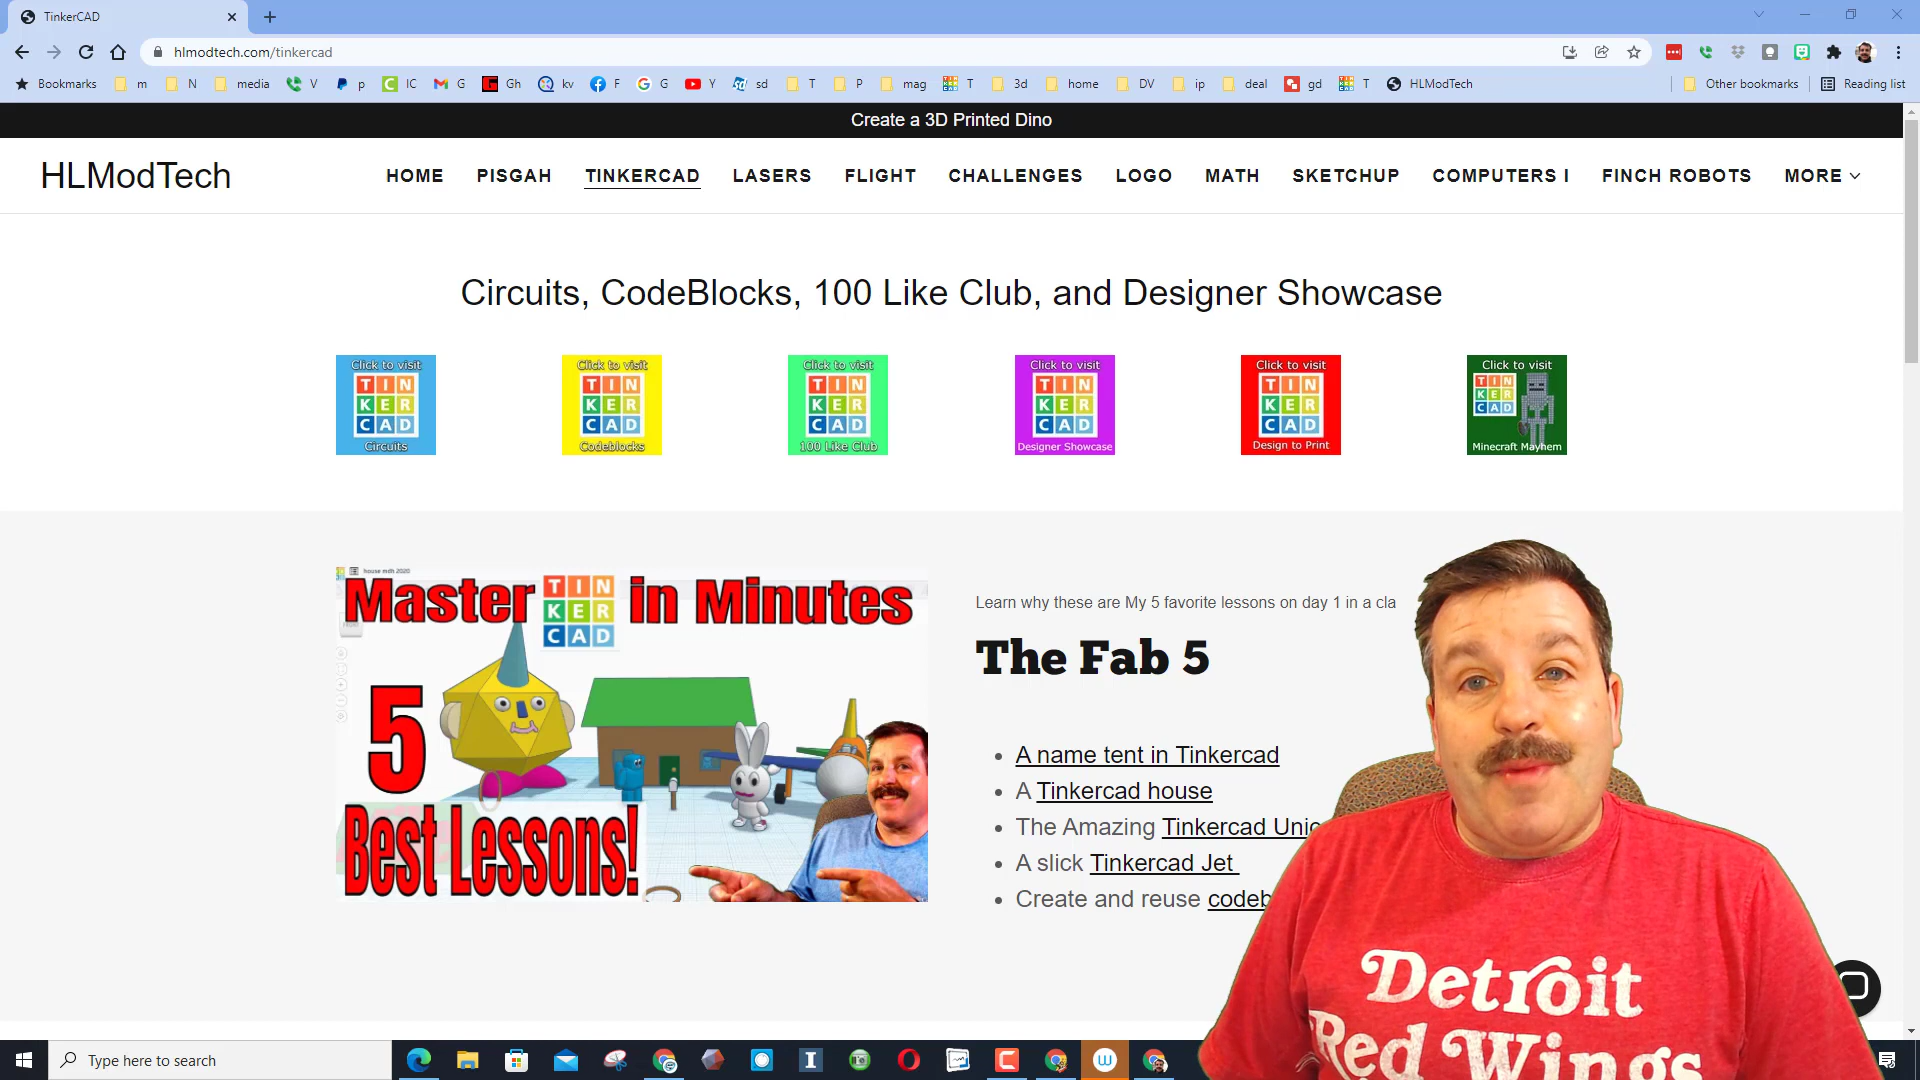 TinkerCAD
hlmodtech.com/tinkercad
Bookmarks m N media V p IC G Gh kv F G Y sd T P mag T 3d home DV ip deal gd T HLModTech Other bookmarks Reading list
Create a 3D Printed Dino
HLModTech HOME PISGAH TINKERCAD LASERS FLIGHT CHALLENGES LOGO MATH SKETCHUP COMPUTERS I FINCH ROBOTS MORE
Circuits, CodeBlocks, 100 Like Club, and Designer Showcase
Click to visit
TIN
KER
CAD
Circuits
Click to visit
TIN
KER
CAD
Codeblocks
Click to visit
TIN
KER
CAD
100 Like Club
Click to visit
TIN
KER
CAD
Designer Showcase
Click to visit
TIN
KER
CAD
Design to Print
Click to visit
TIN
KER
CAD
Minecraft Mayhem
house mdh 2020
Master TIN KER CAD in Minutes
5
Best Lessons!
Learn why these are My 5 favorite lessons on day 1 in a cla
The Fab 5
A name tent in Tinkercad
A Tinkercad house
The Amazing Tinkercad Unic
A slick Tinkercad Jet
Create and reuse codeb
Detroit
Red Wings
Type here to search